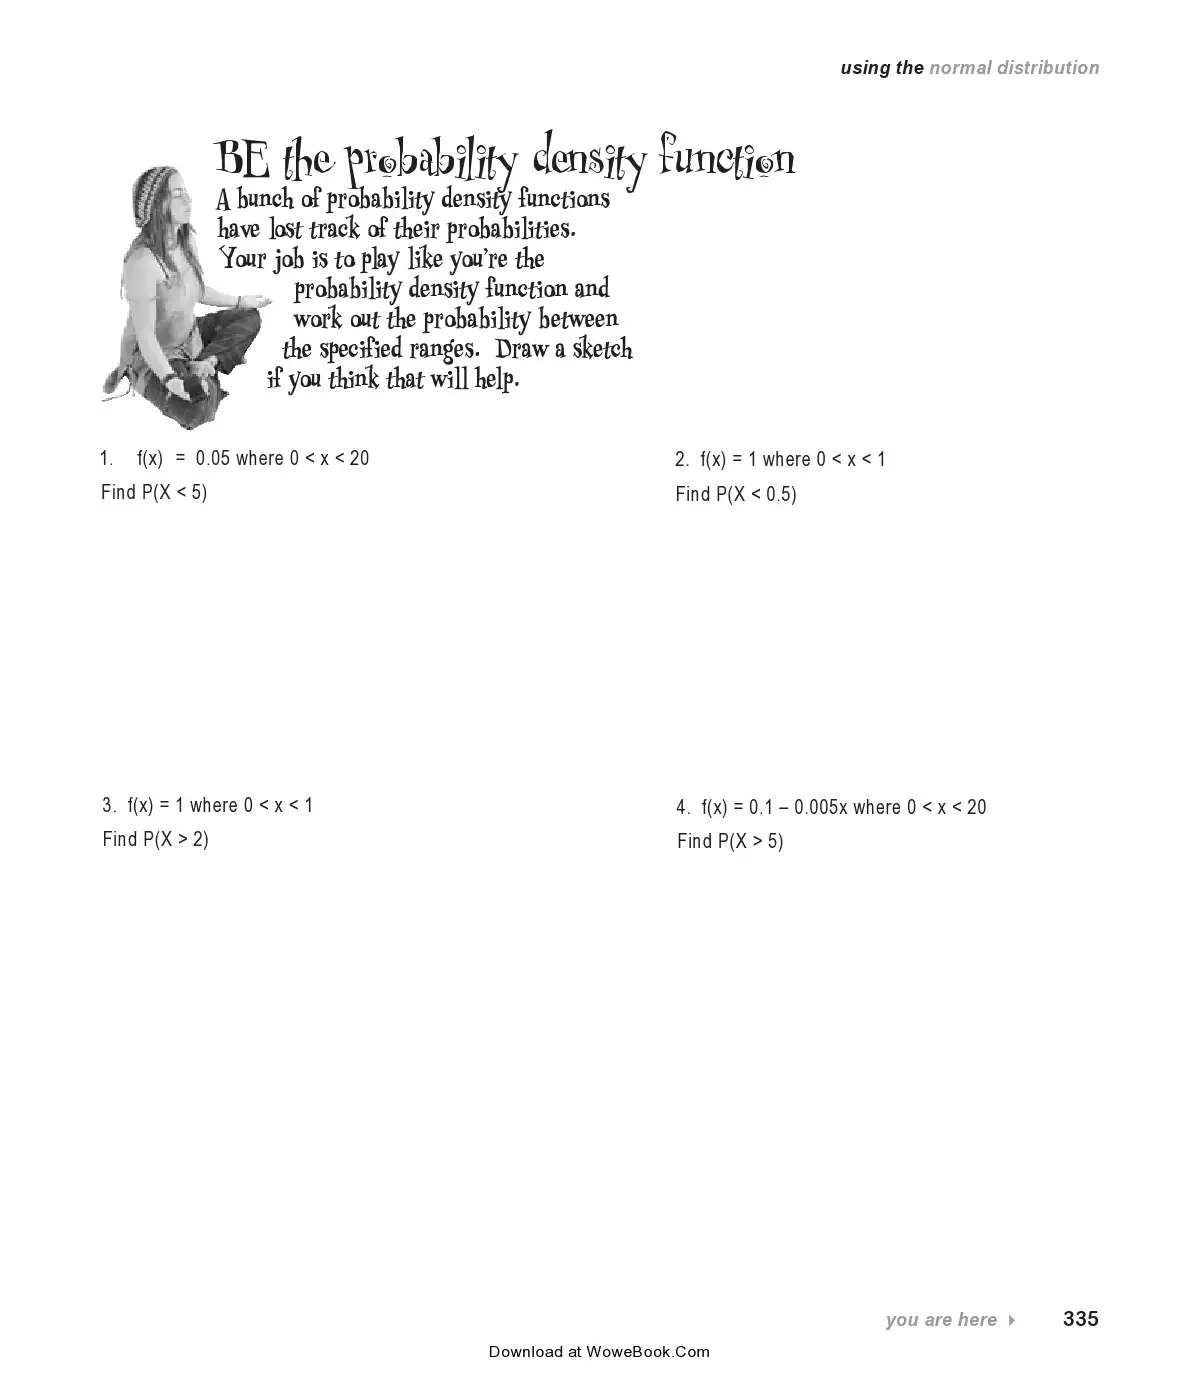 using the normal distribution
BE the probability density function
A bunch of probability density functions
have lost track of their probabilities.
Your job is to play like you're the
probability density function and
work out the probability between
the specified ranges. Draw a sketch
if you think that will help.
1. f(x) = 0.05 where 0 < x < 20
Find P(X < 5)
2. f(x) = 1 where 0 < x < 1
Find P(X < 0.5)
3. f(x) = 1 where 0 < x < 1
Find P(X > 2)
4. f(x) = 0.1 – 0.005x where 0 < x < 20
Find P(X > 5)
you are here 335
Download at WoweBook.Com